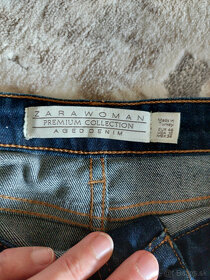 ZARA WOMAN
PREMIUM COLLECTION
AGED DENIM
Made in
Turkey